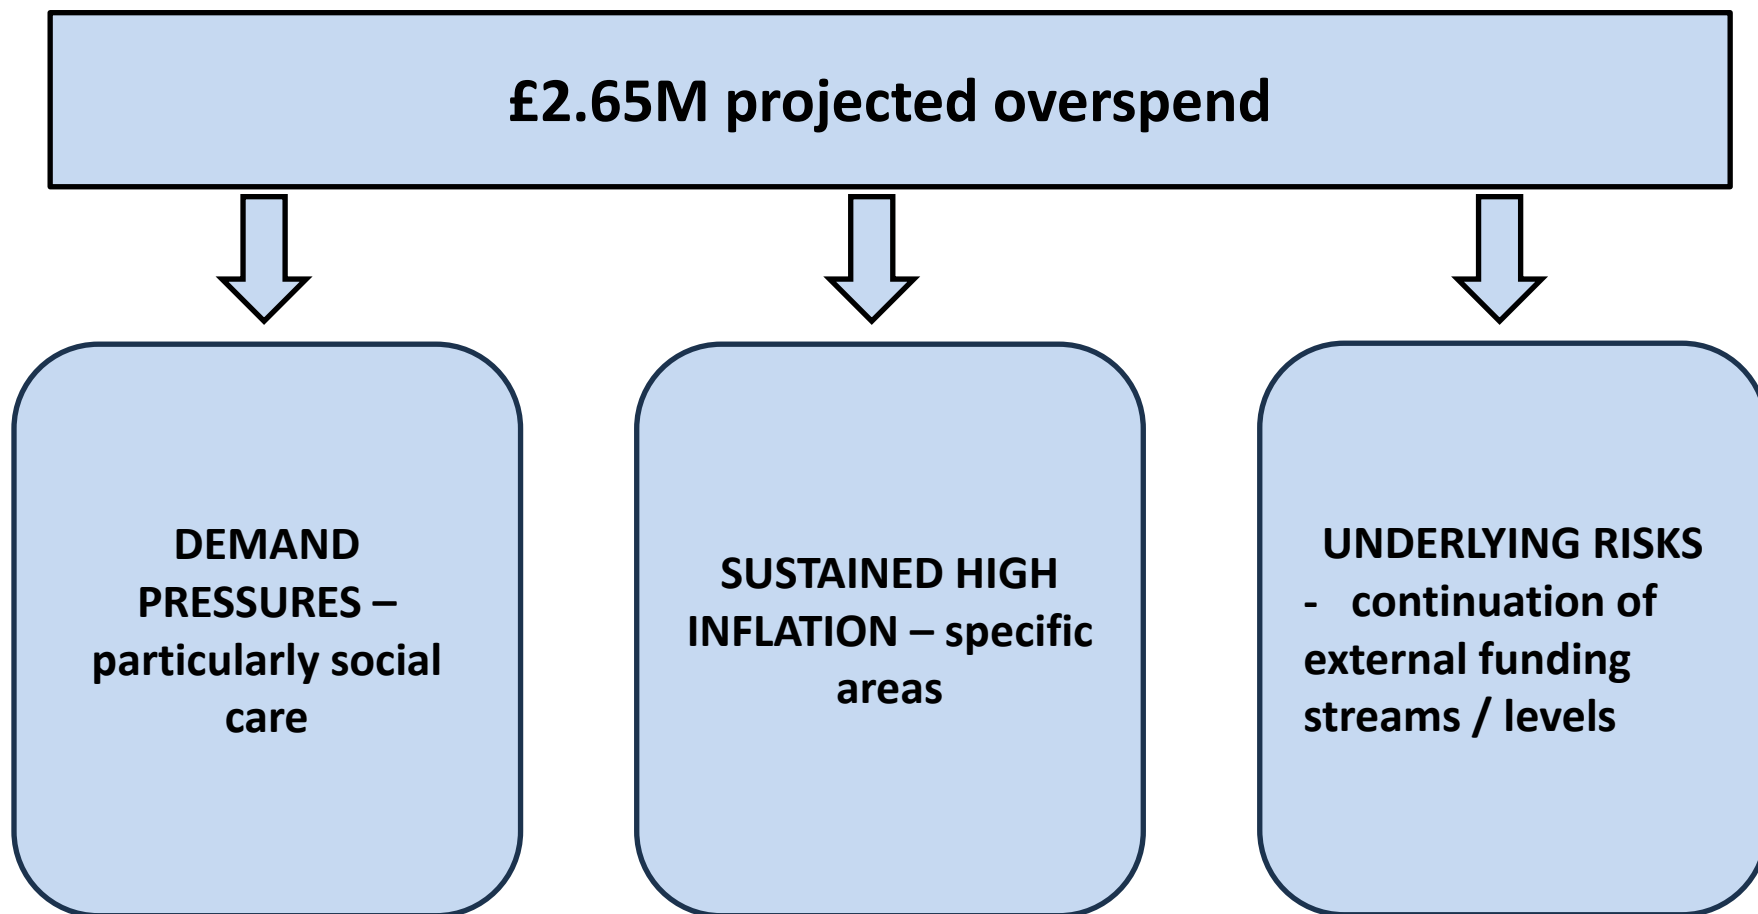 £2.65M projected overspend
DEMAND
PRESSURES –
particularly social
care
SUSTAINED HIGH
INFLATION – specific
areas
UNDERLYING RISKS
- continuation of
external funding
streams / levels